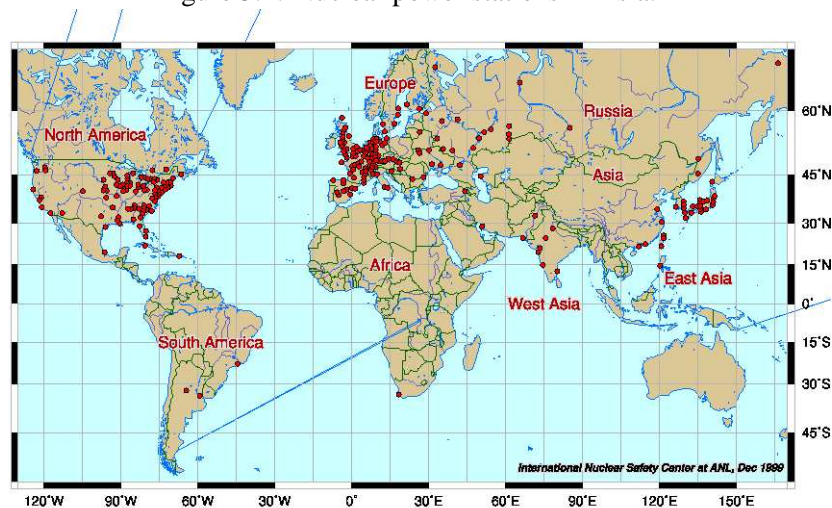 Europe
60˚N
Russia
North America
Asia
45˚N
30˚N
Africa
15˚N
East Asia
West Asia
0˚
South America
15˚S
30˚S
45˚S
International Nuclear Safety Center at ANL, Dec 1999
120˚W 90˚W 60˚W 30˚W 0˚ 30˚E 60˚E 90˚E 120˚E 150˚E